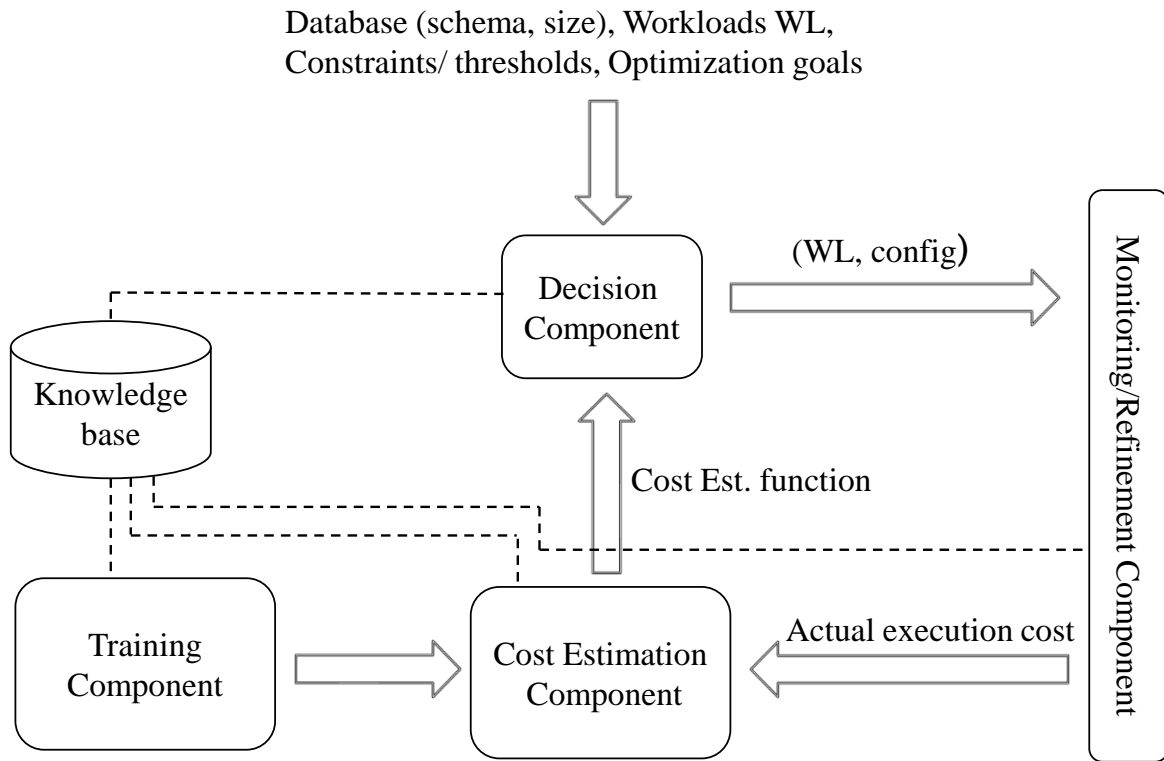 Database (schema, size), Workloads WL,
Constraints/ thresholds, Optimization goals
Decision
Component
(WL, config)
Monitoring/Refinement Component
Knowledge
base
Cost Est. function
Training
Component
Cost Estimation
Component
Actual execution cost